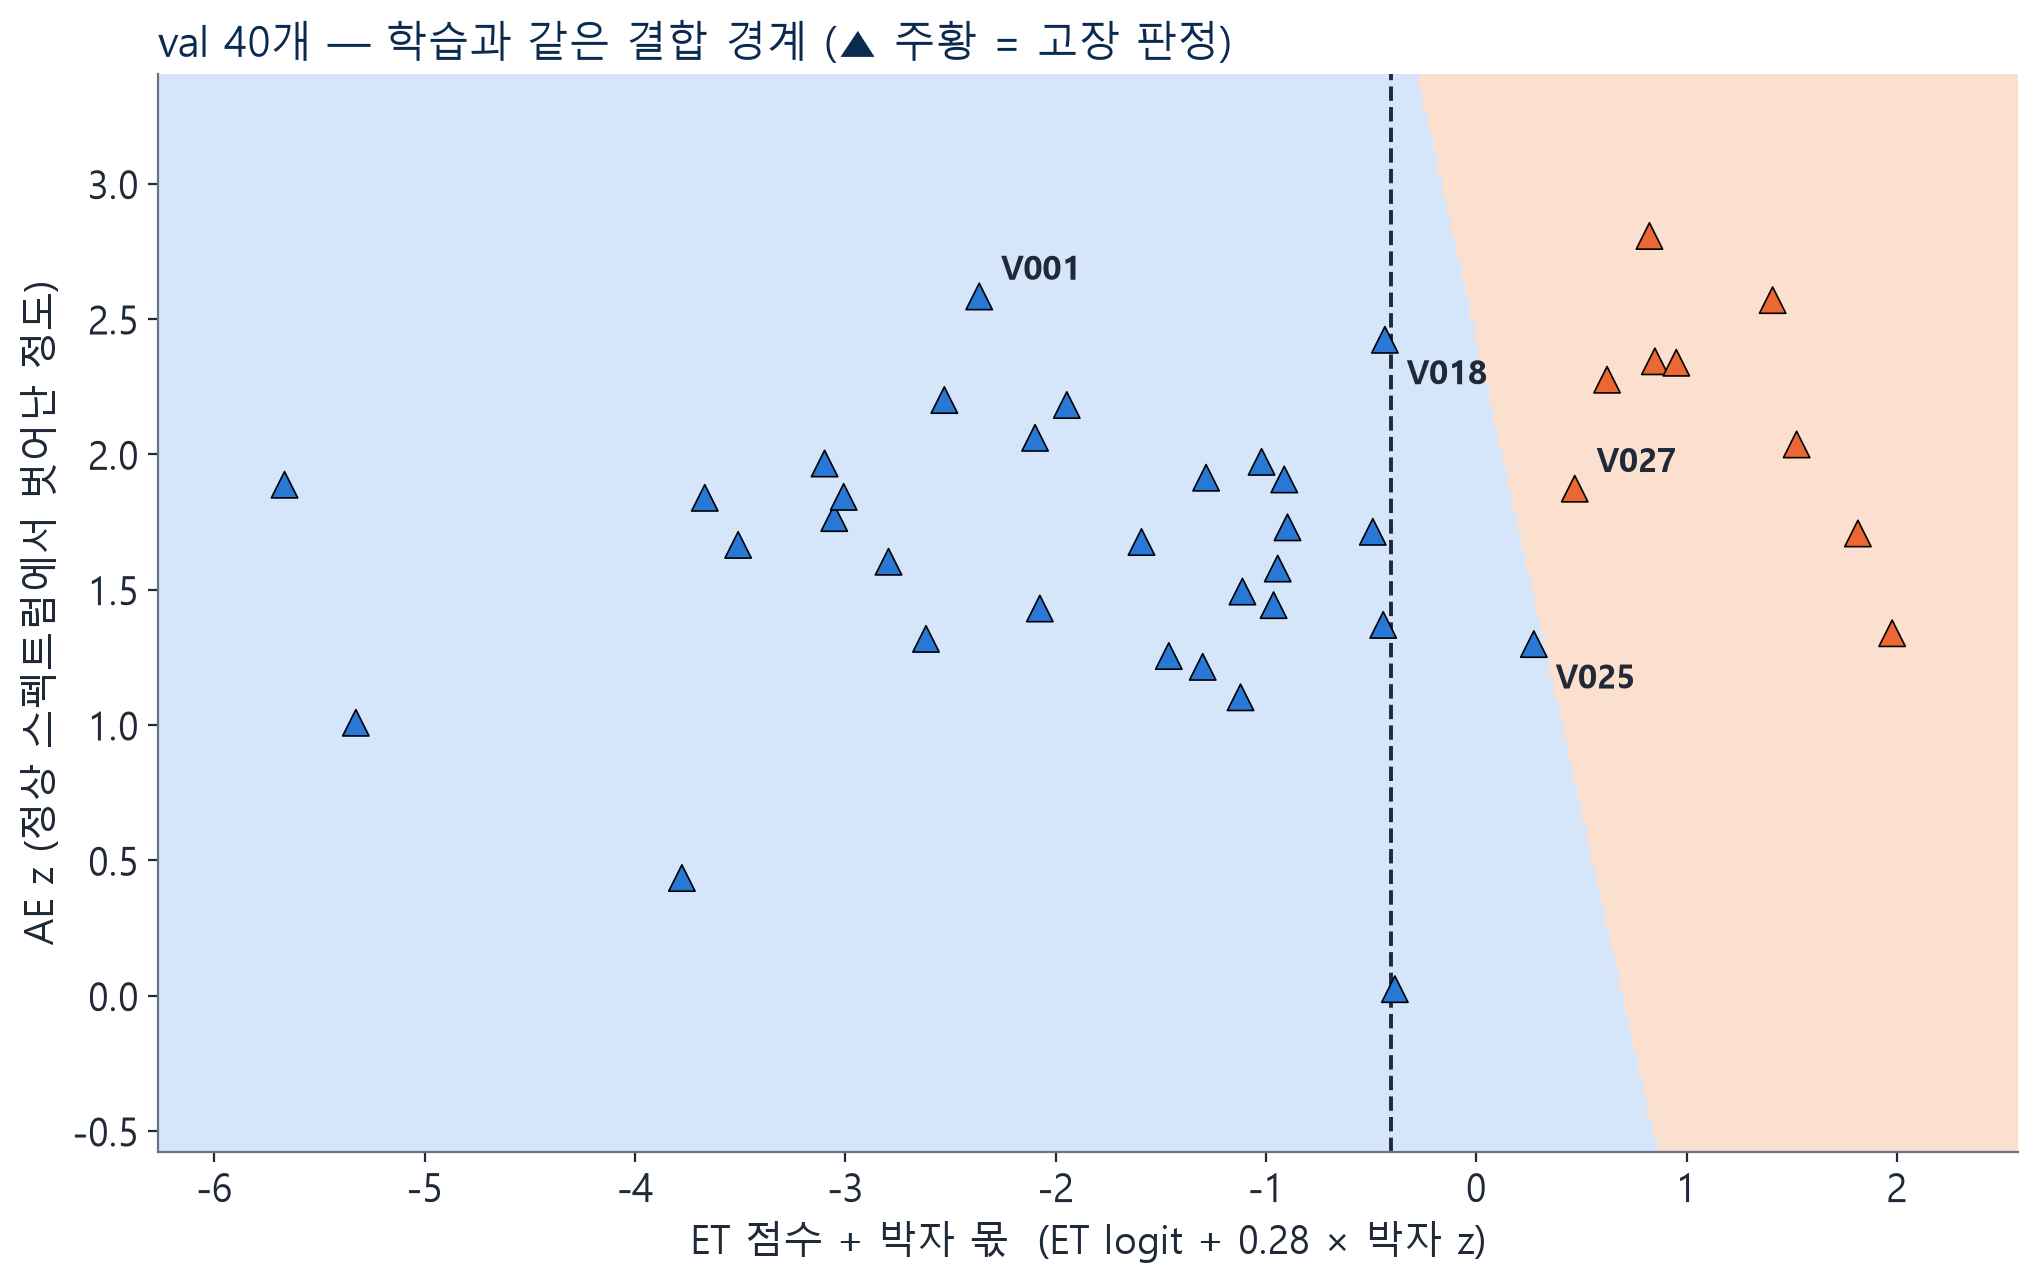 val 40개 — 학습과 같은 결합 경계 (▲ 주황 = 고장 판정)
AE z (정상 스펙트럼에서 벗어난 정도)
3.0
2.5
2.0
1.5
1.0
0.5
0.0
-0.5
V001
V018
V027
V025
-6 -5 -4 -3 -2 -1 0 1 2
ET 점수 + 박자 몫 (ET logit + 0.28 × 박자 z)